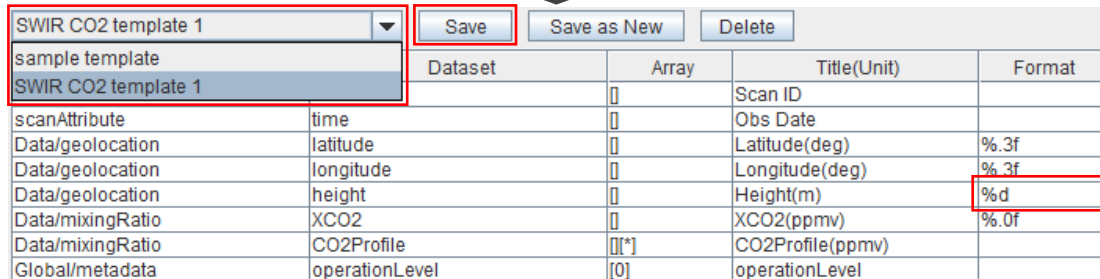 SWIR CO2 template 1 Save Save as New Delete
sample template Dataset Array Title(Unit) Format
SWIR CO2 template 1 [] Scan ID
scanAttribute time [] Obs Date
Data/geolocation latitude [] Latitude(deg) %.3f
Data/geolocation longitude [] Longitude(deg) %.3f
Data/geolocation height [] Height(m) %d
Data/mixingRatio XCO2 [] XCO2(ppmv) %.0f
Data/mixingRatio CO2Profile [][*] CO2Profile(ppmv)
Global/metadata operationLevel [0] operationLevel